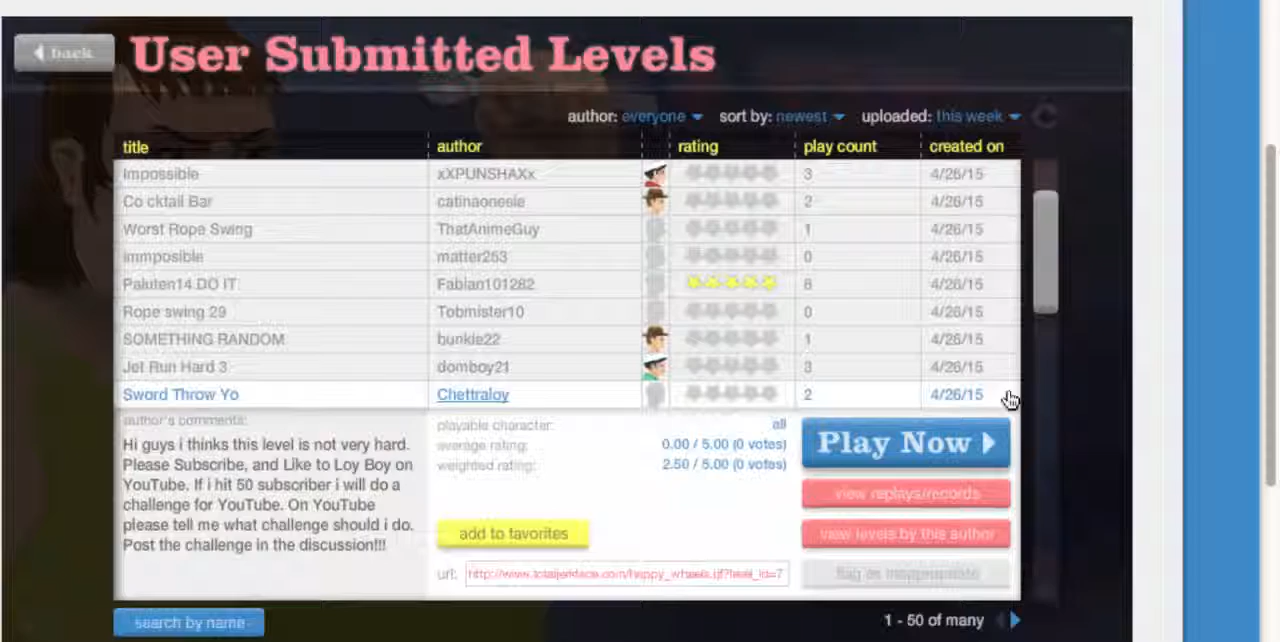 back
User Submitted Levels
author: everyone sort by: newest uploaded: this week
title author rating play count created on
Impossible xXPUNSHAXx 3 4/26/15
Co cktail Bar catinaonesie 2 4/26/15
Worst Rope Swing ThatAnimeGuy 1 4/26/15
immposible matter253 0 4/26/15
Paluten14 DO IT Fabian101282 8 4/26/15
Rope swing 29 Tobmister10 0 4/26/15
SOMETHING RANDOM bunkie22 1 4/26/15
Jet Run Hard 3 domboy21 3 4/26/15
Sword Throw Yo Chettraloy 2 4/26/15
author's comments:
Hi guys i thinks this level is not very hard.
Please Subscribe, and Like to Loy Boy on
YouTube. If i hit 50 subscriber i will do a
challenge for YouTube. On YouTube
please tell me what challenge should i do.
Post the challenge in the discussion!!!
playable character: all
average rating: 0.00 / 5.00 (0 votes)
weighted rating: 2.50 / 5.00 (0 votes)
add to favorites
url: http://www.totaljerkface.com/happy_wheels.tjf?level_id=7
Play Now
view replays/records
view levels by this author
flag as inappropriate
search by name
1 - 50 of many